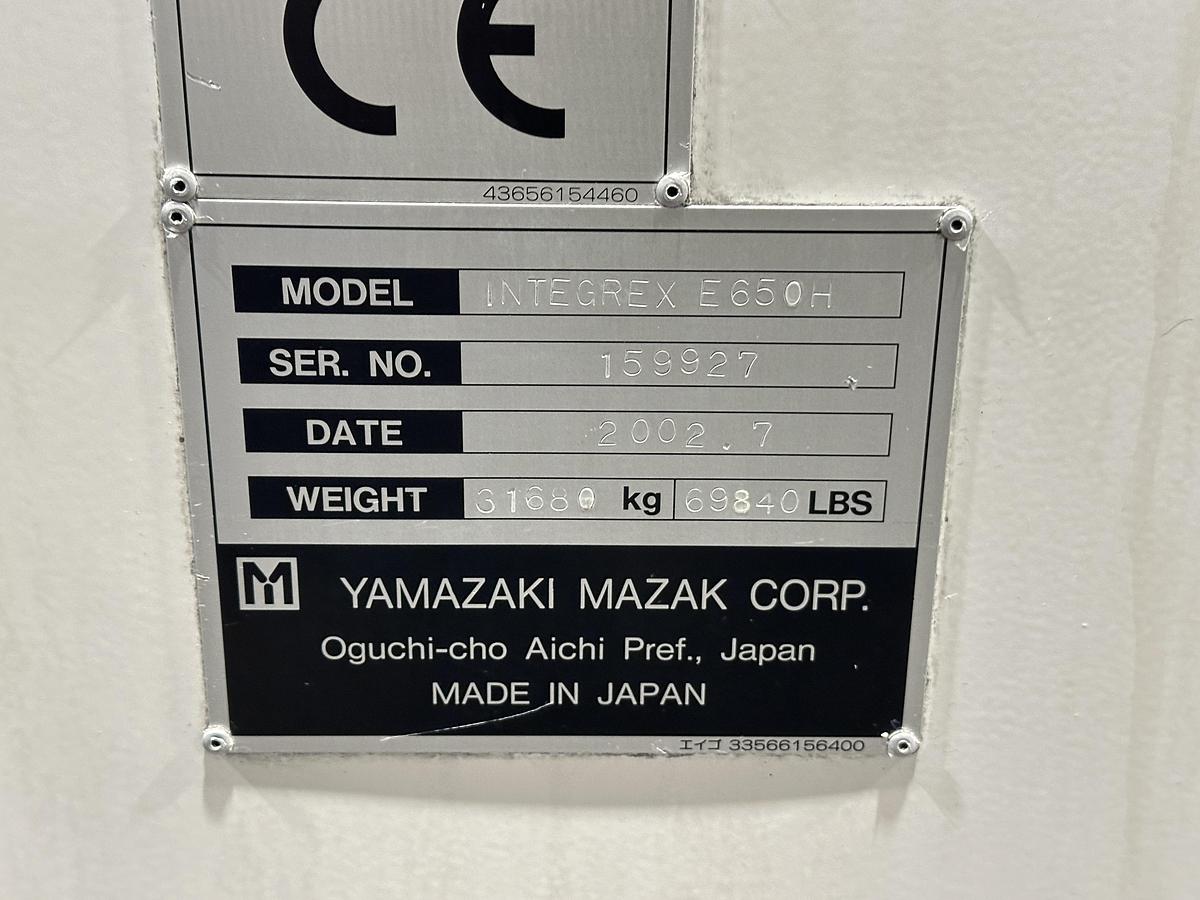 CE
43656154460
MODEL INTEGREX E650H
SER. NO. 159927
DATE 2002.7
WEIGHT 31680 kg 69840 LBS
M YAMAZAKI MAZAK CORP.
Oguchi-cho Aichi Pref., Japan
MADE IN JAPAN
エイゴ 33566156400